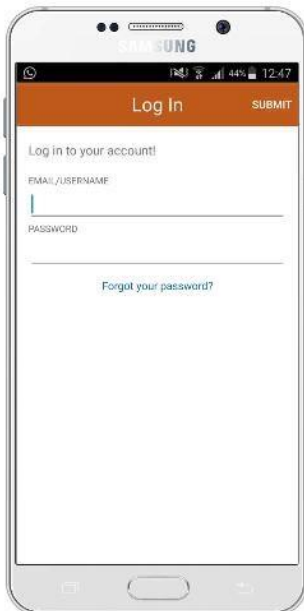 SAMSUNG
44% 12:47
Log In SUBMIT
Log in to your account!
EMAIL/USERNAME
PASSWORD
Forgot your password?